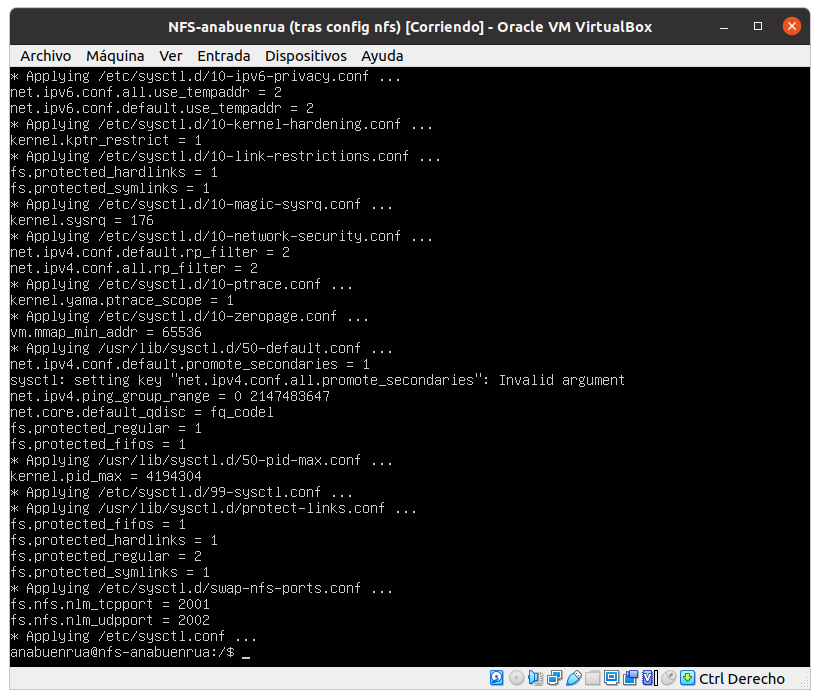 NFS-anabuenrua (tras config nfs) [Corriendo] - Oracle VM VirtualBox
Archivo Máquina Ver Entrada Dispositivos Ayuda
* Applying /etc/sysctl.d/10-ipv6-privacy.conf ...
net.ipv6.conf.all.use_tempaddr = 2
net.ipv6.conf.default.use_tempaddr = 2
* Applying /etc/sysctl.d/10-kernel-hardening.conf ...
kernel.kptr_restrict = 1
* Applying /etc/sysctl.d/10-link-restrictions.conf ...
fs.protected_hardlinks = 1
fs.protected_symlinks = 1
* Applying /etc/sysctl.d/10-magic-sysrq.conf ...
kernel.sysrq = 176
* Applying /etc/sysctl.d/10-network-security.conf ...
net.ipv4.conf.default.rp_filter = 2
net.ipv4.conf.all.rp_filter = 2
* Applying /etc/sysctl.d/10-ptrace.conf ...
kernel.yama.ptrace_scope = 1
* Applying /etc/sysctl.d/10-zeropage.conf ...
vm.mmap_min_addr = 65536
* Applying /usr/lib/sysctl.d/50-default.conf ...
net.ipv4.conf.default.promote_secondaries = 1
sysctl: setting key "net.ipv4.conf.all.promote_secondaries": Invalid argument
net.ipv4.ping_group_range = 0 2147483647
net.core.default_qdisc = fq_codel
fs.protected_regular = 1
fs.protected_fifos = 1
* Applying /usr/lib/sysctl.d/50-pid-max.conf ...
kernel.pid_max = 4194304
* Applying /etc/sysctl.d/99-sysctl.conf ...
* Applying /usr/lib/sysctl.d/protect-links.conf ...
fs.protected_fifos = 1
fs.protected_hardlinks = 1
fs.protected_regular = 2
fs.protected_symlinks = 1
* Applying /etc/sysctl.d/swap-nfs-ports.conf ...
fs.nfs.nlm_tcpport = 2001
fs.nfs.nlm_udpport = 2002
* Applying /etc/sysctl.conf ...
anabuenrua@nfs-anabuenrua:/$ _
Ctrl Derecho